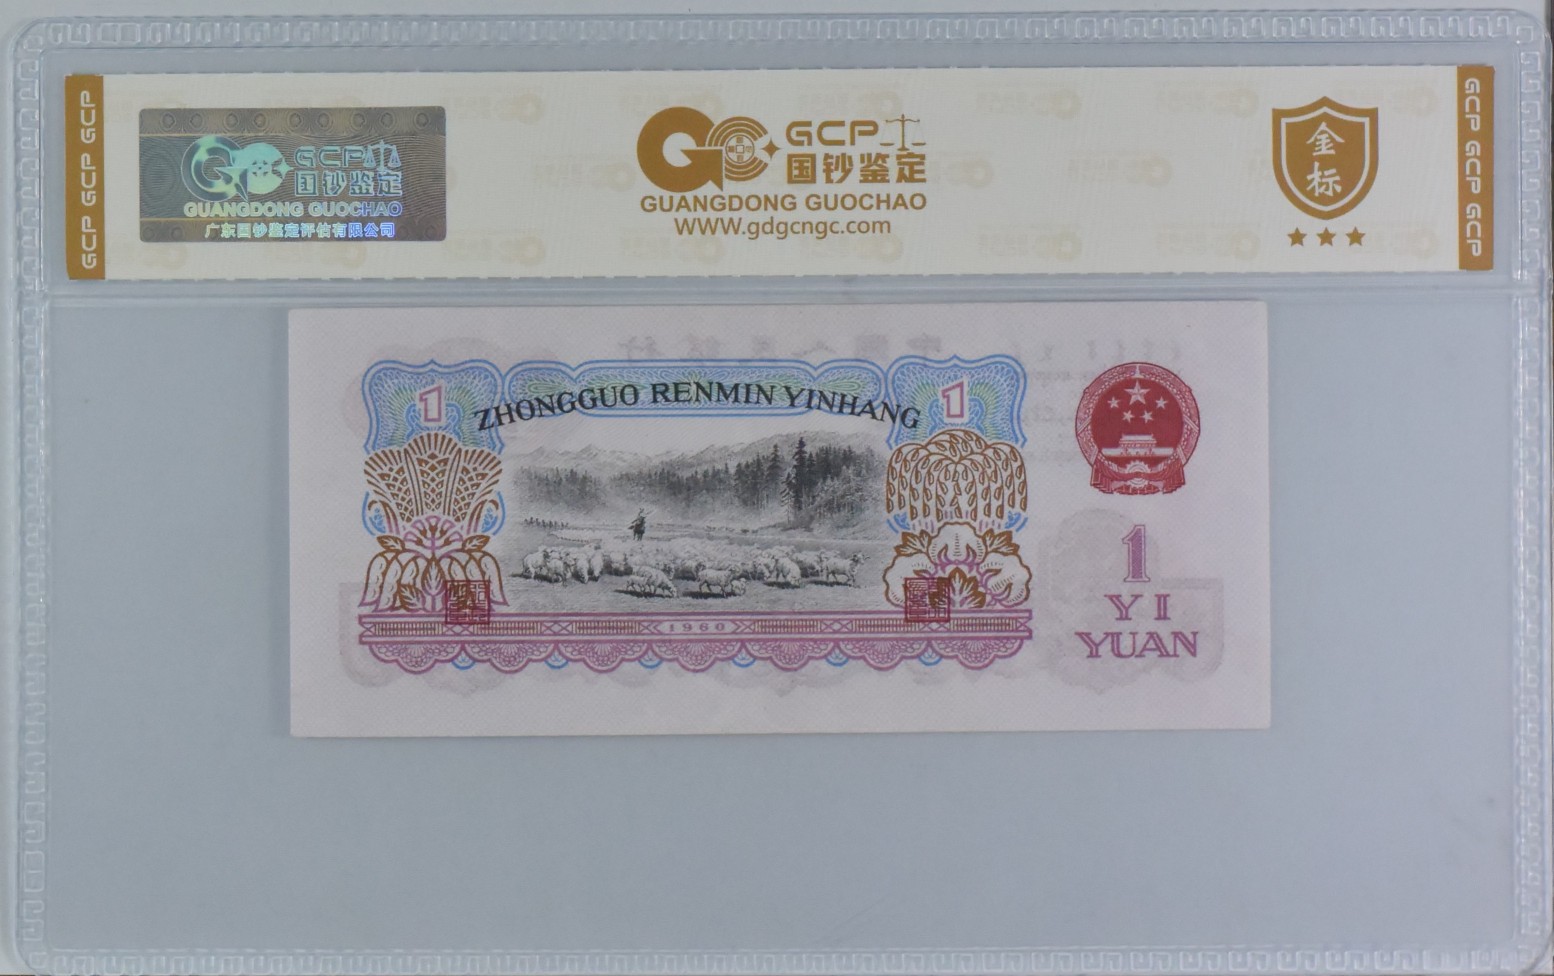 GCP GCP GCP
GCP 国钞鉴定
GUANGDONG GUOCHAO
广东国钞鉴定评估有限公司
GCP
国钞鉴定
GUANGDONG GUOCHAO
WWW.gdgcngc.com
金标
GCP GCP GCP
1
ZHONGGUO RENMIN YINHANG
1
1960
1
YI
YUAN